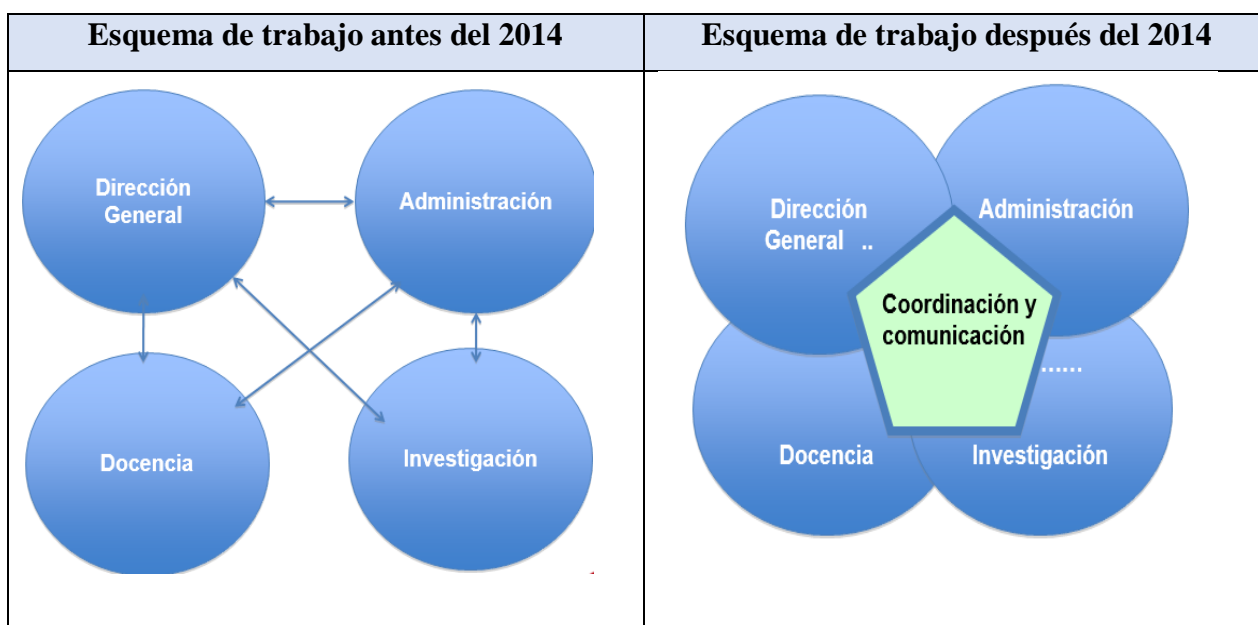 Esquema de trabajo antes del 2014
Dirección
General
Administración
Docencia
Investigación
Esquema de trabajo después del 2014
Dirección
General ..
Administración
Coordinación y
comunicación
......
Docencia
Investigación